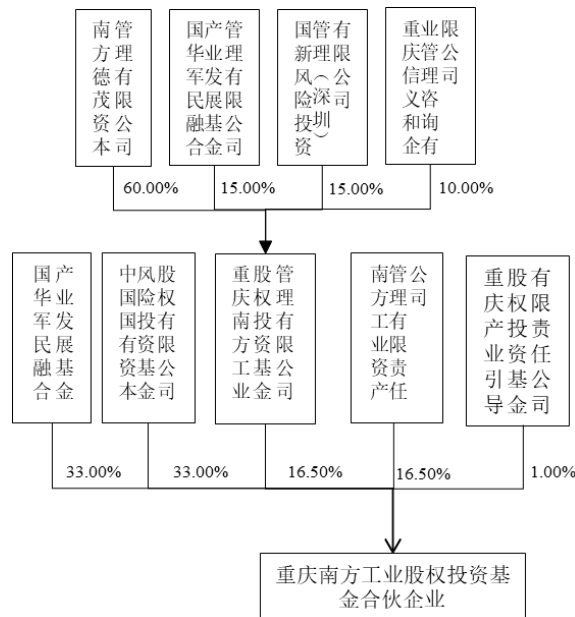 南方德茂资本
管理有限公司
国华军民融合
产业发展基金
管理有限公司
国新风险投资
管理（深圳）
有限公司
重庆信义和企
业管理咨询有
限公司
60.00%
15.00%
15.00%
10.00%
国华军民融合
产业发展基金
中国国有资本
风险投资基金
股权有限公司
重庆南方工业
股权投资基金
管理有限公司
南方工业资产
管理有限责任
公司
重庆产业引导
股权投资基金
有限责任公司
33.00%
33.00%
16.50%
16.50%
1.00%
重庆南方工业股权投资基
金合伙企业